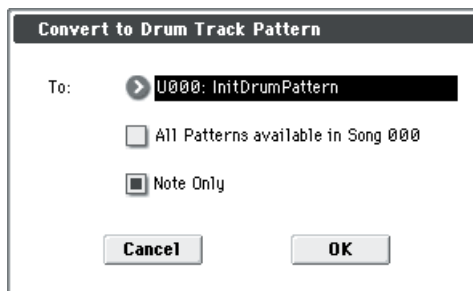 Convert to Drum Track Pattern
To: U000: InitDrumPattern
All Patterns available in Song 000
Note Only
Cancel OK